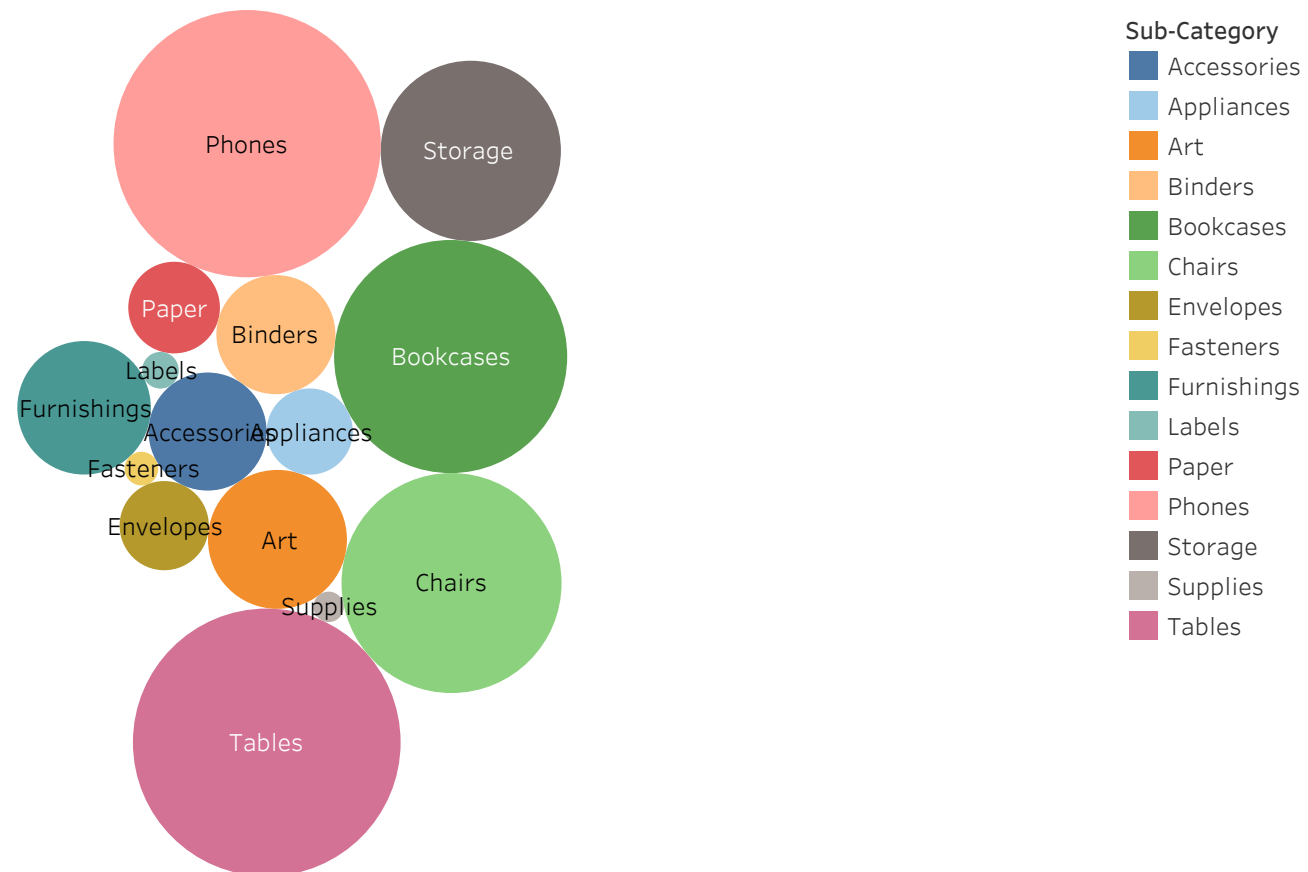 Phones
Storage
Paper
Binders
Bookcases
Labels
Furnishings
Accessories
Appliances
Fasteners
Envelopes
Art
Chairs
Supplies
Tables
Sub-Category
Accessories
Appliances
Art
Binders
Bookcases
Chairs
Envelopes
Fasteners
Furnishings
Labels
Paper
Phones
Storage
Supplies
Tables